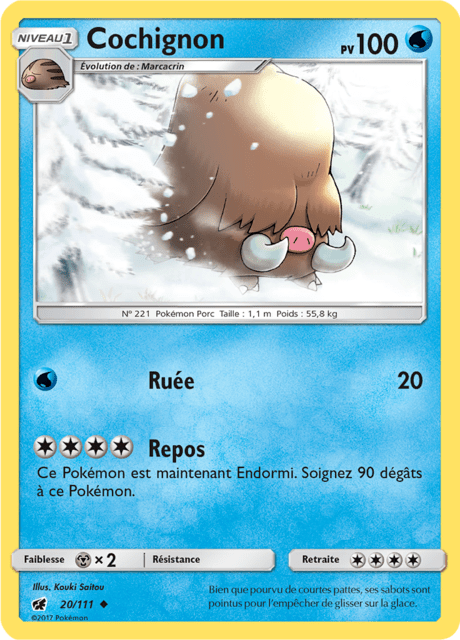 NIVEAU 1
Cochignon
PV 100
Évolution de : Marcacrin
N° 221 Pokémon Porc Taille : 1,1 m Poids : 55,8 kg
Ruée 20
Repos
Ce Pokémon est maintenant Endormi. Soignez 90 dégâts
à ce Pokémon.
Faiblesse ×2 Résistance Retraite
Illus. Kouki Saitou
20/111
©2017 Pokémon
Bien que pourvu de courtes pattes, ses sabots sont
pointus pour l'empêcher de glisser sur la glace.